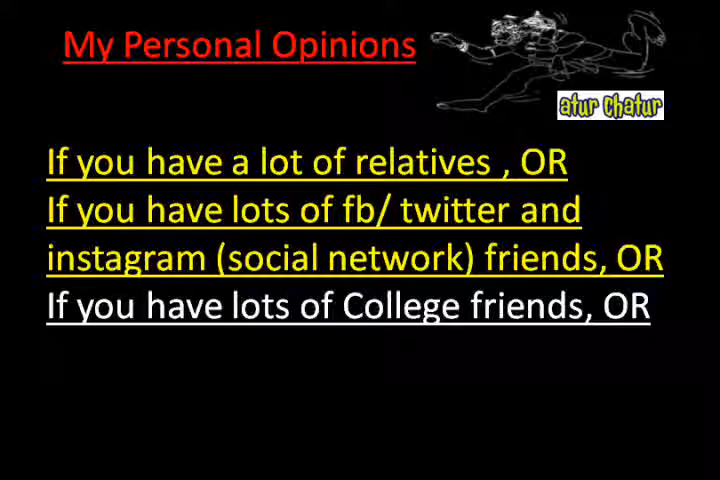 My Personal Opinions
atur chatur
If you have a lot of relatives , OR
If you have lots of fb/ twitter and
instagram (social network) friends, OR
If you have lots of College friends, OR